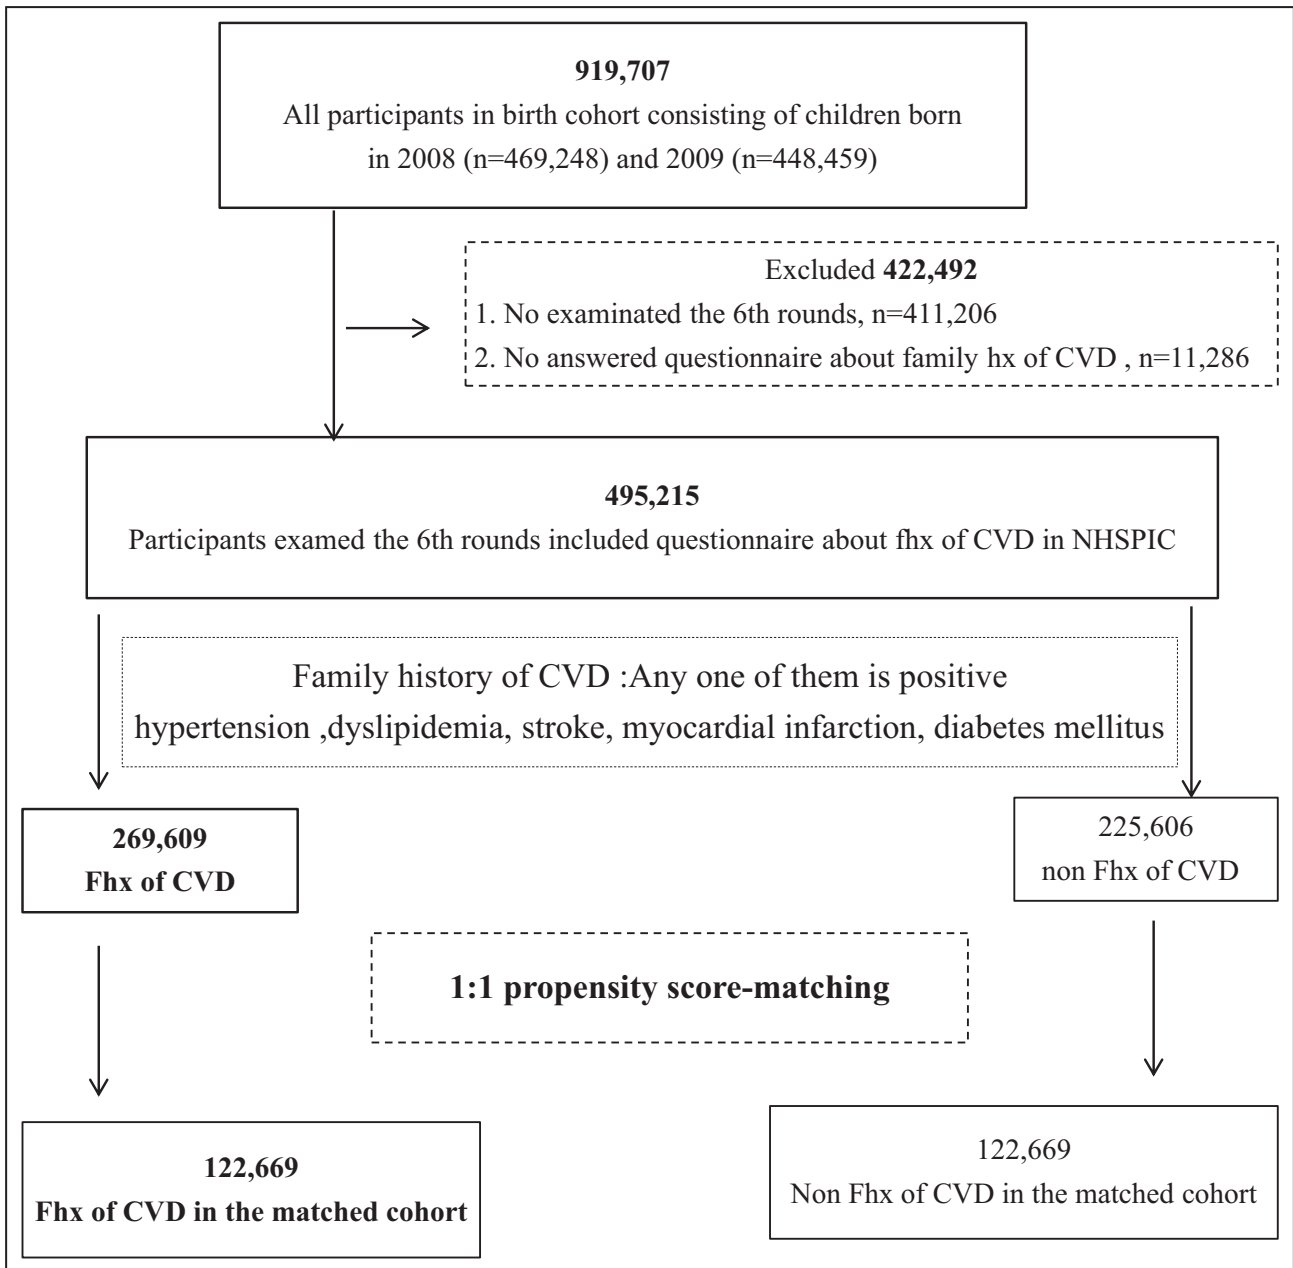 919,707
All participants in birth cohort consisting of children born
in 2008 (n=469,248) and 2009 (n=448,459)
Excluded 422,492
1. No examinated the 6th rounds, n=411,206
2. No answered questionnaire about family hx of CVD , n=11,286
495,215
Participants examed the 6th rounds included questionnaire about fhx of CVD in NHSPIC
Family history of CVD :Any one of them is positive
hypertension ,dyslipidemia, stroke, myocardial infarction, diabetes mellitus
269,609
Fhx of CVD
225,606
non Fhx of CVD
1:1 propensity score-matching
122,669
Fhx of CVD in the matched cohort
122,669
Non Fhx of CVD in the matched cohort